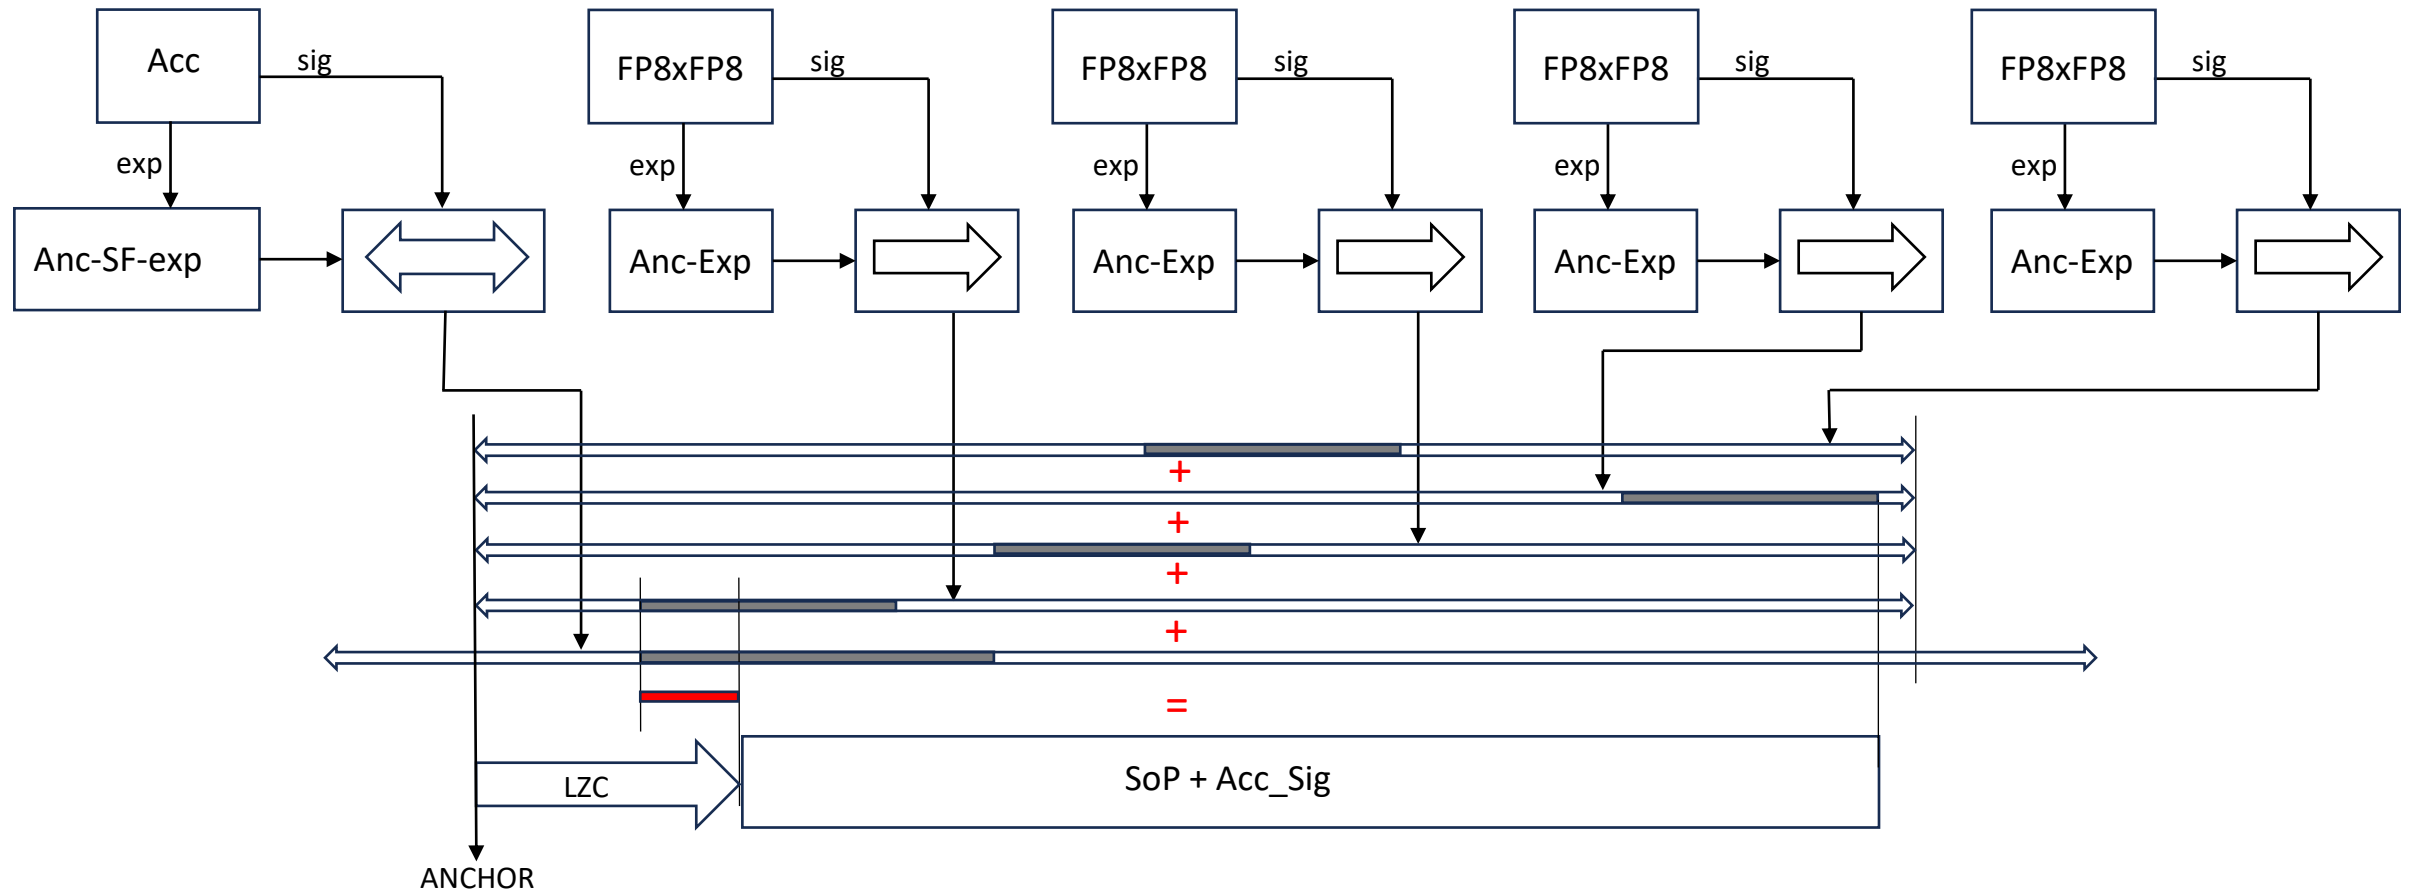 Acc
sig
FP8xFP8
sig
FP8xFP8
sig
FP8xFP8
sig
FP8xFP8
sig
exp
exp
exp
exp
exp
Anc-SF-exp
Anc-Exp
Anc-Exp
Anc-Exp
Anc-Exp
+
+
+
+
=
LZC
SoP + Acc_Sig
ANCHOR